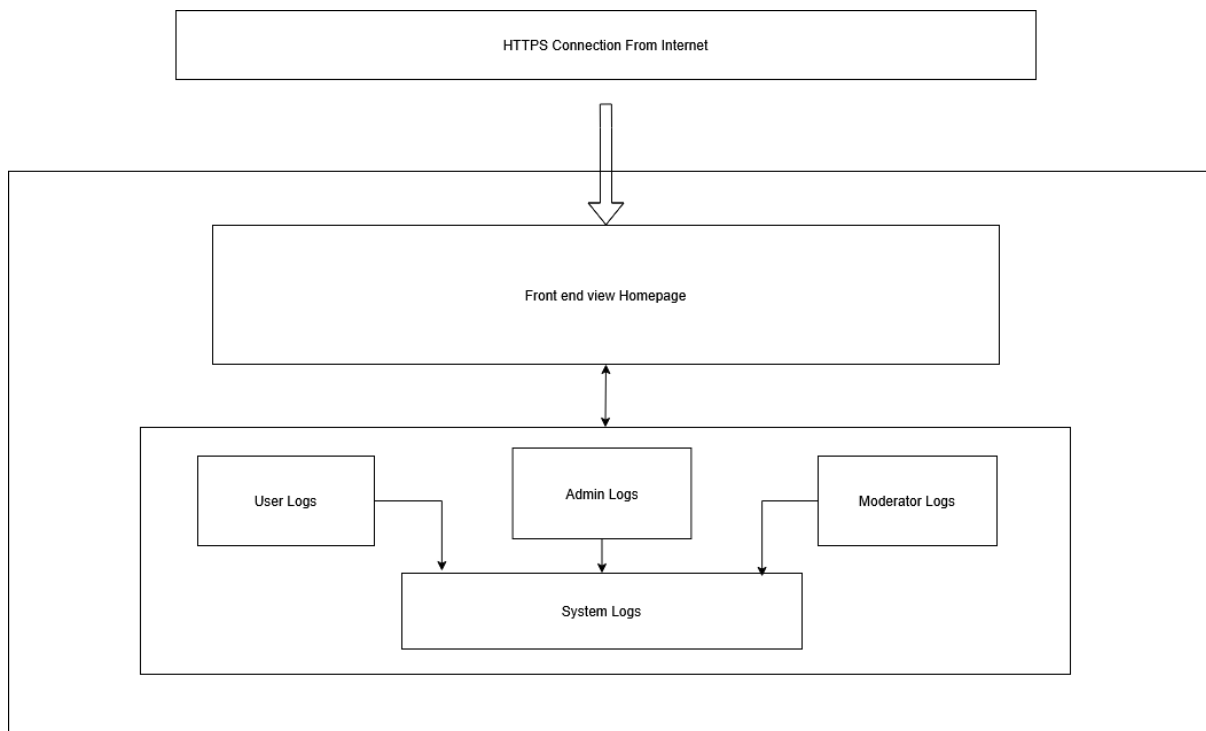 HTTPS Connection From Internet
Front end view Homepage
User Logs
Admin Logs
Moderator Logs
System Logs